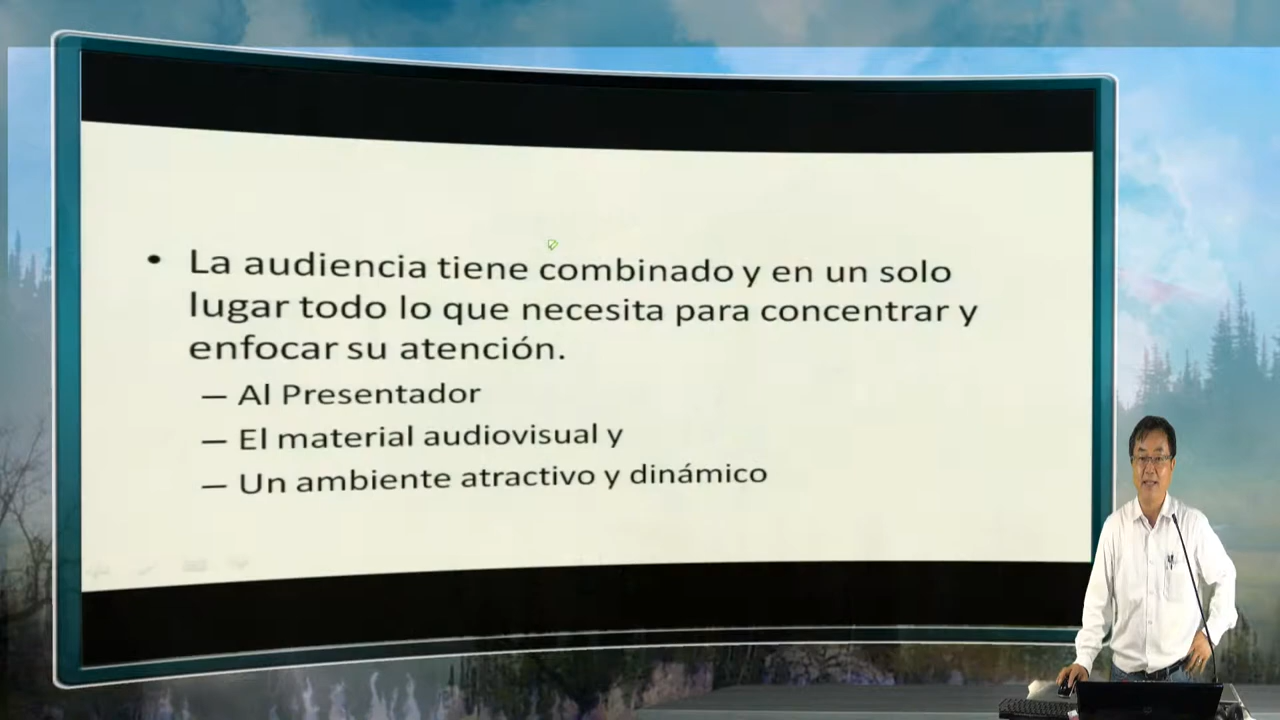 • La audiencia tiene combinado y en un solo
lugar todo lo que necesita para concentrar y
enfocar su atención.
– Al Presentador
– El material audiovisual y
– Un ambiente atractivo y dinámico